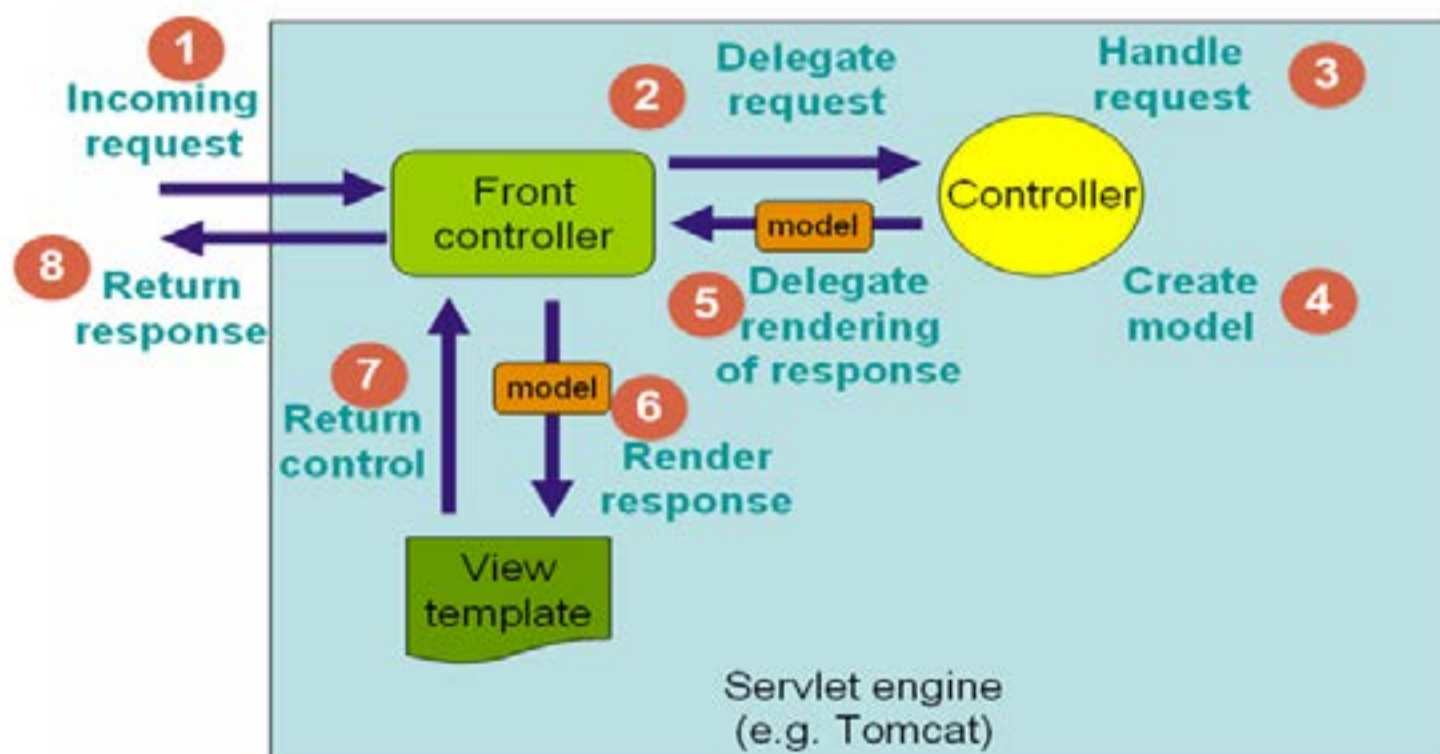 1
Incoming
request
2
Delegate
request
Handle
request
3
Front
controller
Controller
model
8
Return
response
5
Delegate
rendering
of response
Create
model
4
7
Return
control
model
6
Render
response
View
template
Servlet engine
(e.g. Tomcat)